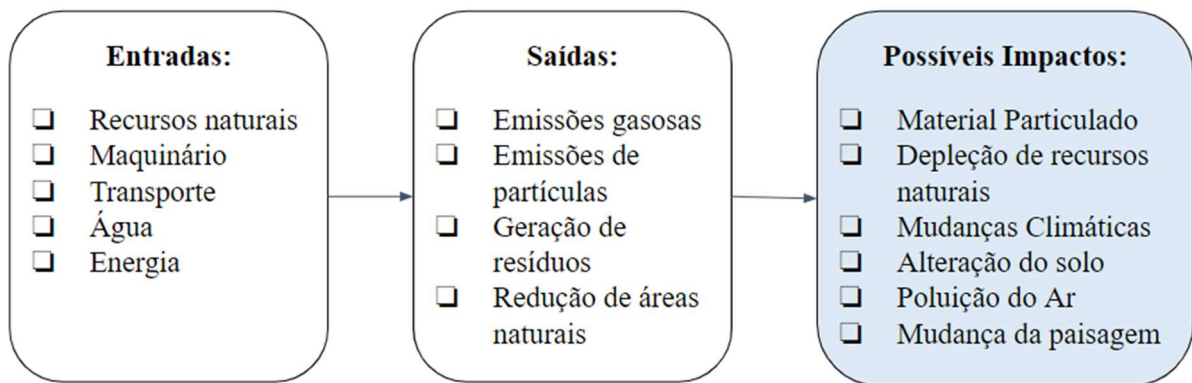 Entradas:
❏ Recursos naturais
❏ Maquinário
❏ Transporte
❏ Água
❏ Energia
Saídas:
❏ Emissões gasosas
❏ Emissões de
partículas
❏ Geração de
resíduos
❏ Redução de áreas
naturais
Possíveis Impactos:
❏ Material Particulado
❏ Depleção de recursos
naturais
❏ Mudanças Climáticas
❏ Alteração do solo
❏ Poluição do Ar
❏ Mudança da paisagem